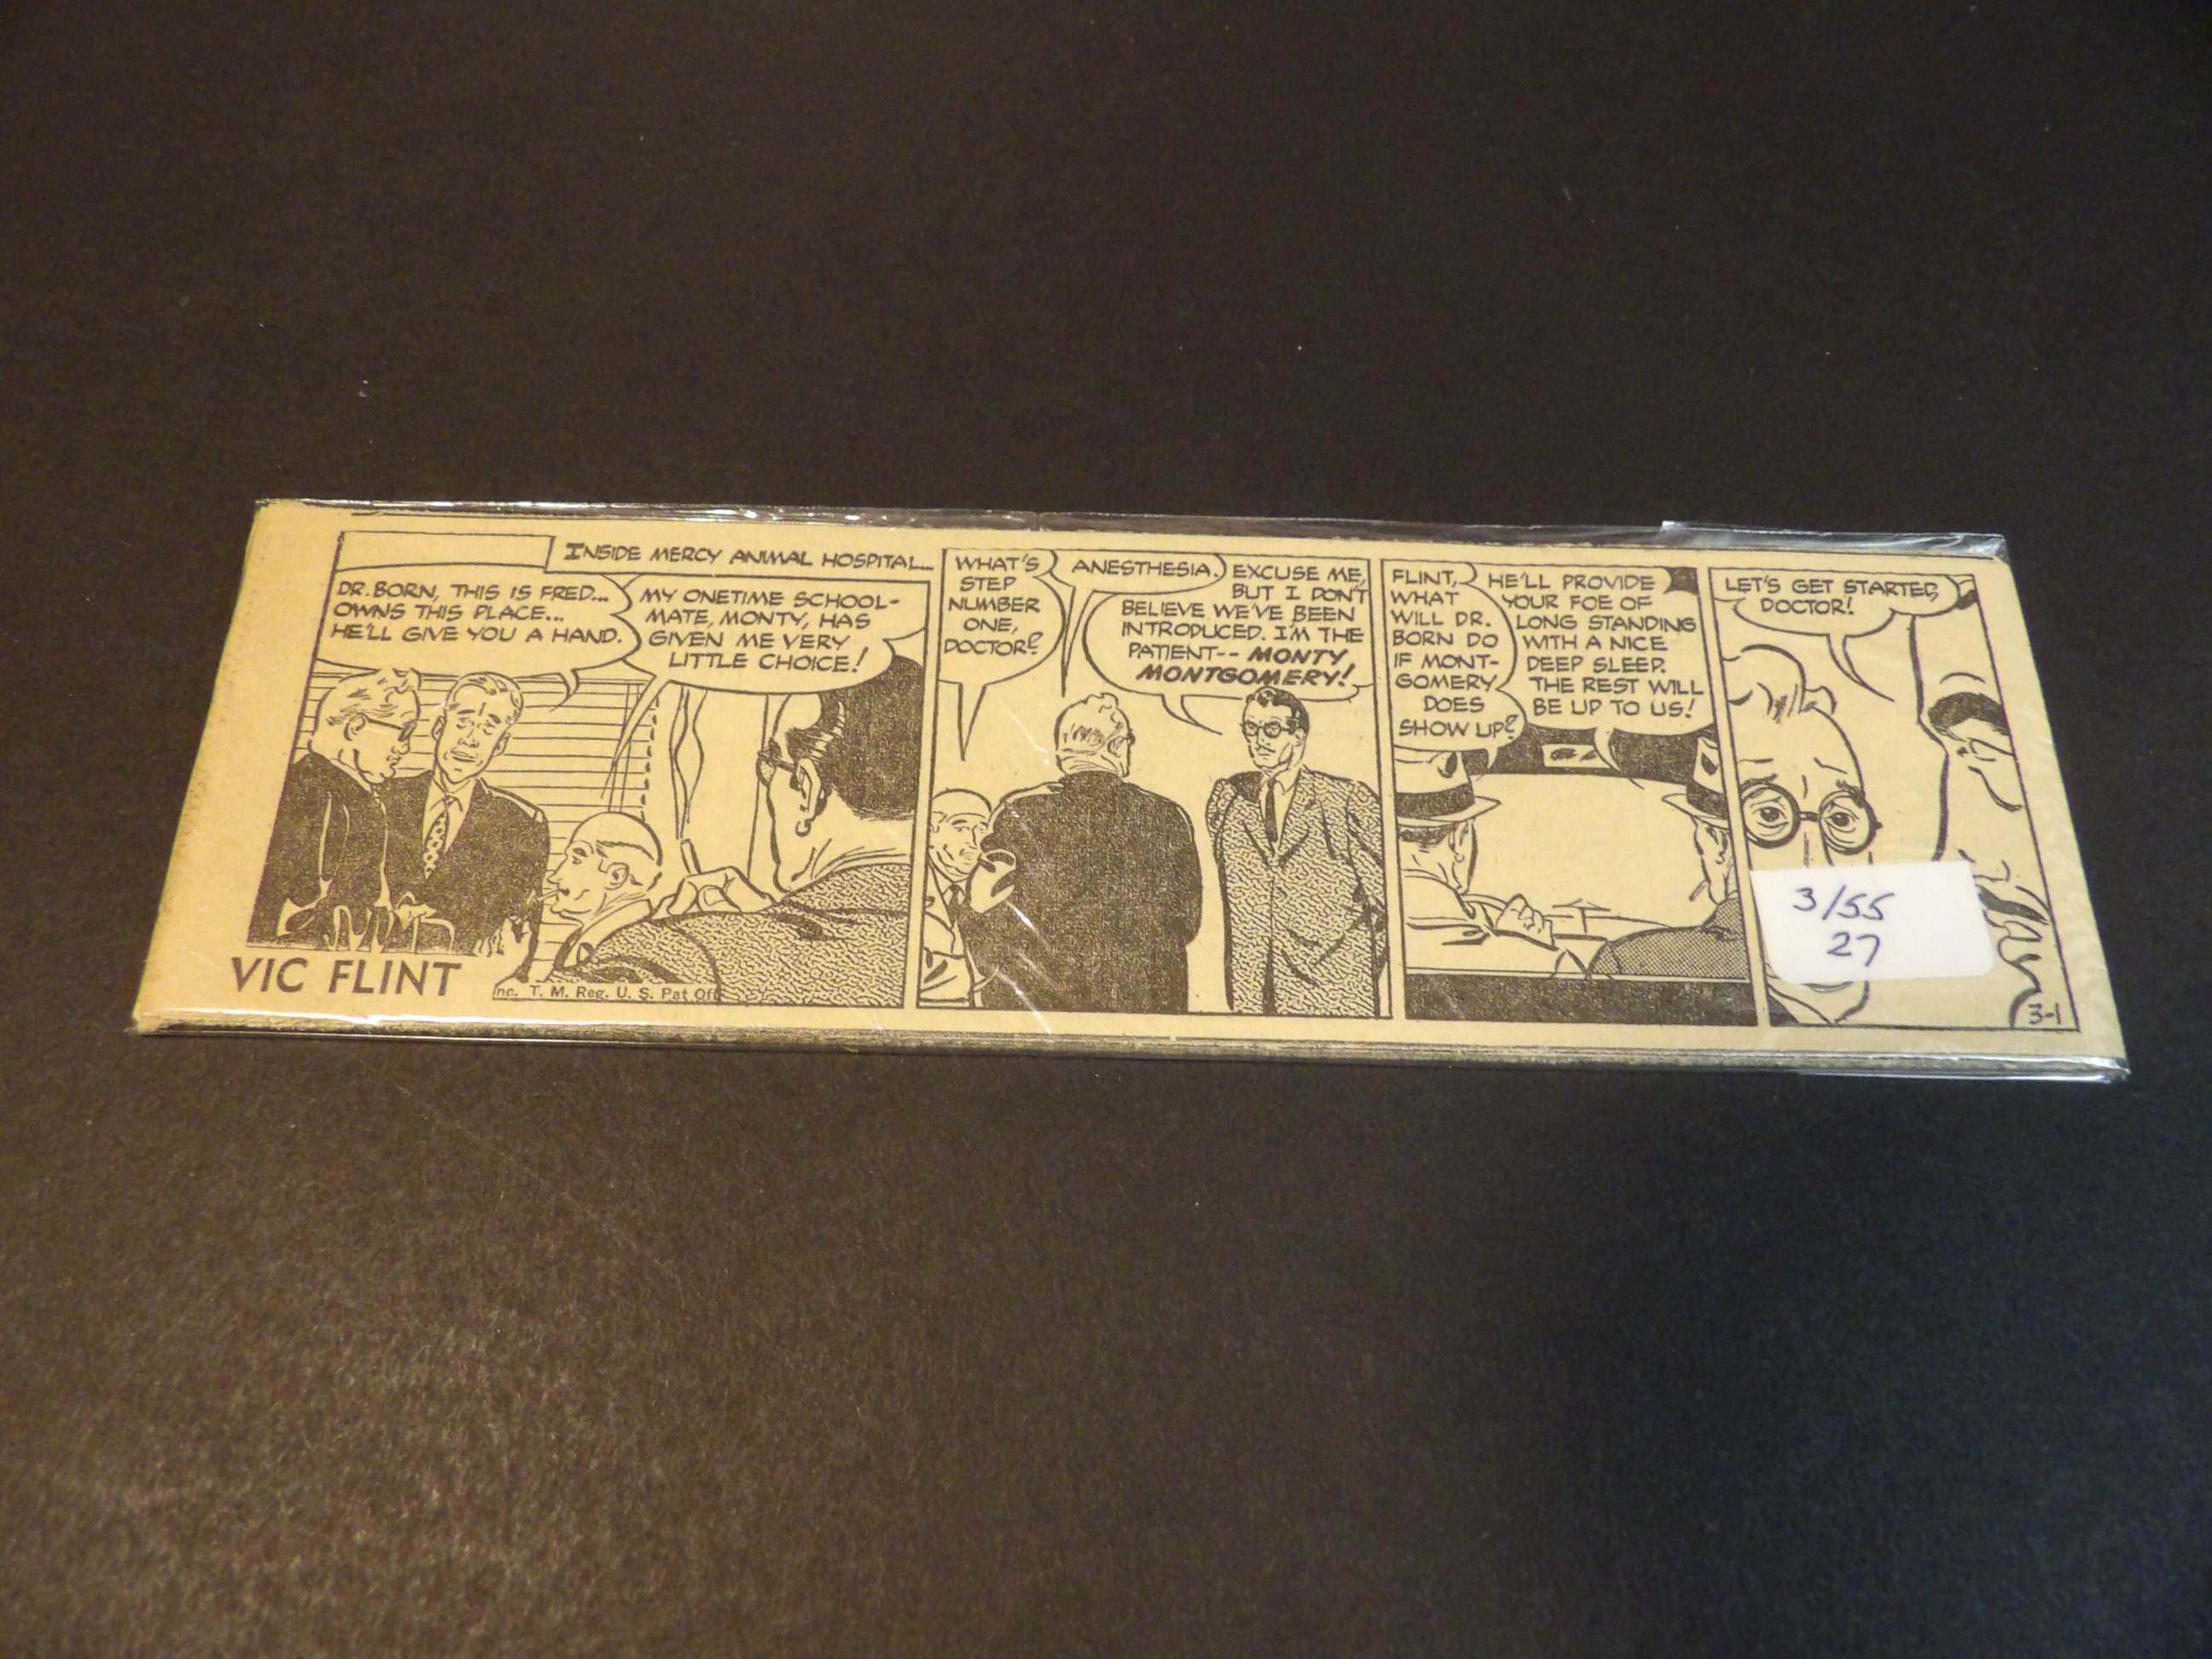 INSIDE MERCY ANIMAL HOSPITAL...
DR. BORN, THIS IS FRED...
OWNS THIS PLACE...
HE'LL GIVE YOU A HAND.
MY ONETIME SCHOOL-
MATE, MONTY, HAS
GIVEN ME VERY
LITTLE CHOICE!
VIC FLINT
nc. T. M. Reg. U. S. Pat Off
WHAT'S
STEP
NUMBER
ONE,
DOCTOR?
ANESTHESIA.
EXCUSE ME,
BUT I DON'T
BELIEVE WE'VE BEEN
INTRODUCED. I'M THE
PATIENT-- MONTY
MONTGOMERY!
FLINT,
WHAT
WILL DR.
BORN DO
IF MONT-
GOMERY
DOES
SHOW UP?
HE'LL PROVIDE
YOUR FOE OF
LONG STANDING
WITH A NICE
DEEP SLEEP.
THE REST WILL
BE UP TO US!
LET'S GET STARTED,
DOCTOR!
3/55
27
3-1